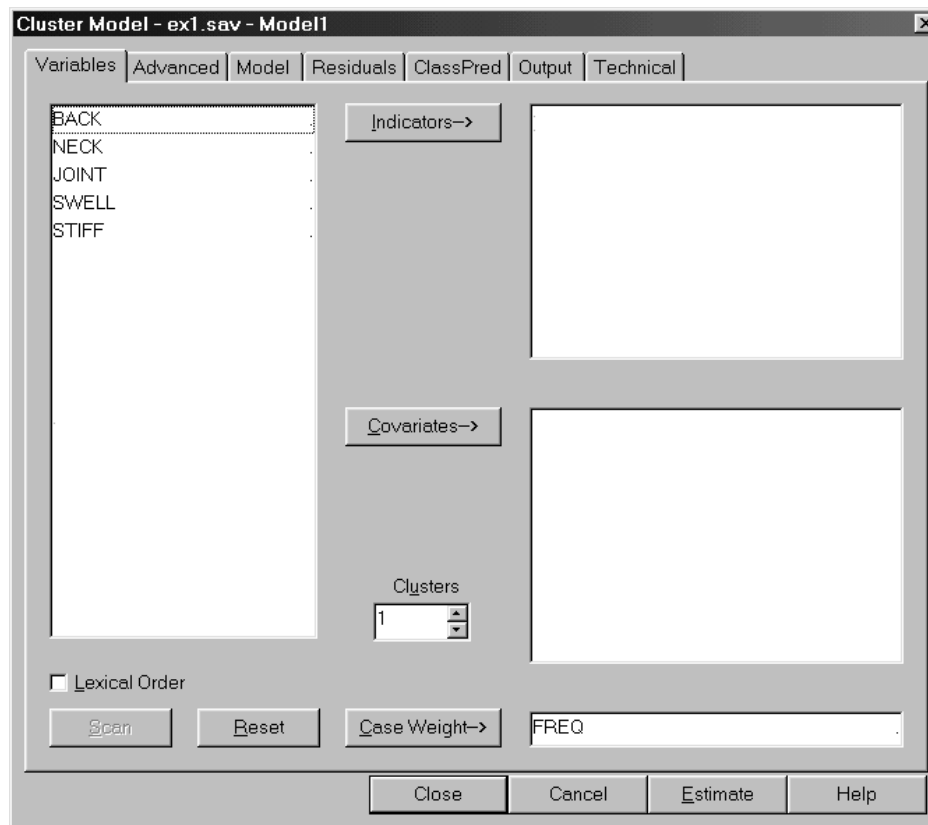 Cluster Model - ex1.sav - Model1
Variables Advanced Model Residuals ClassPred Output Technical
BACK .
NECK .
JOINT .
SWELL .
STIFF .
Indicators-->
Covariates-->
Clusters
1
Lexical Order
Scan Reset Case Weight--> FREQ .
Close Cancel Estimate Help